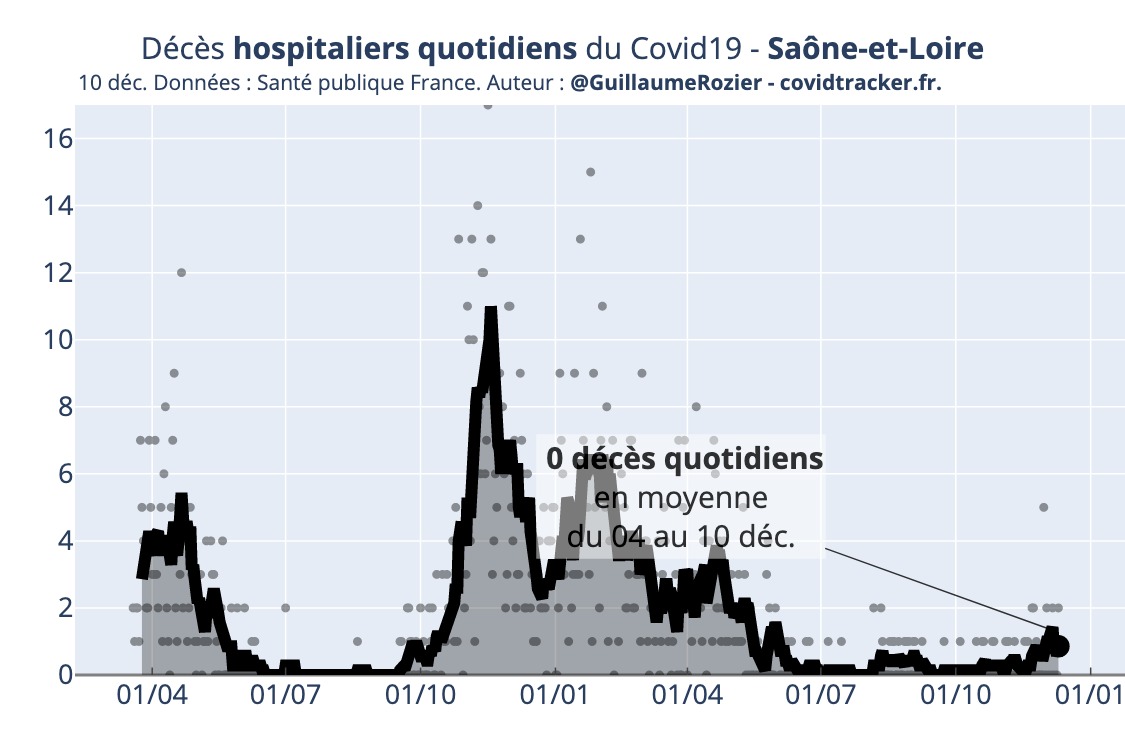 Décès hospitaliers quotidiens du Covid19 - Saône-et-Loire
10 déc. Données : Santé publique France. Auteur : @GuillaumeRozier - covidtracker.fr.
16
14
12
10
8
6
4
2
0
0 décès quotidiens
en moyenne
du 04 au 10 déc.
01/04 01/07 01/10 01/01 01/04 01/07 01/10 01/01